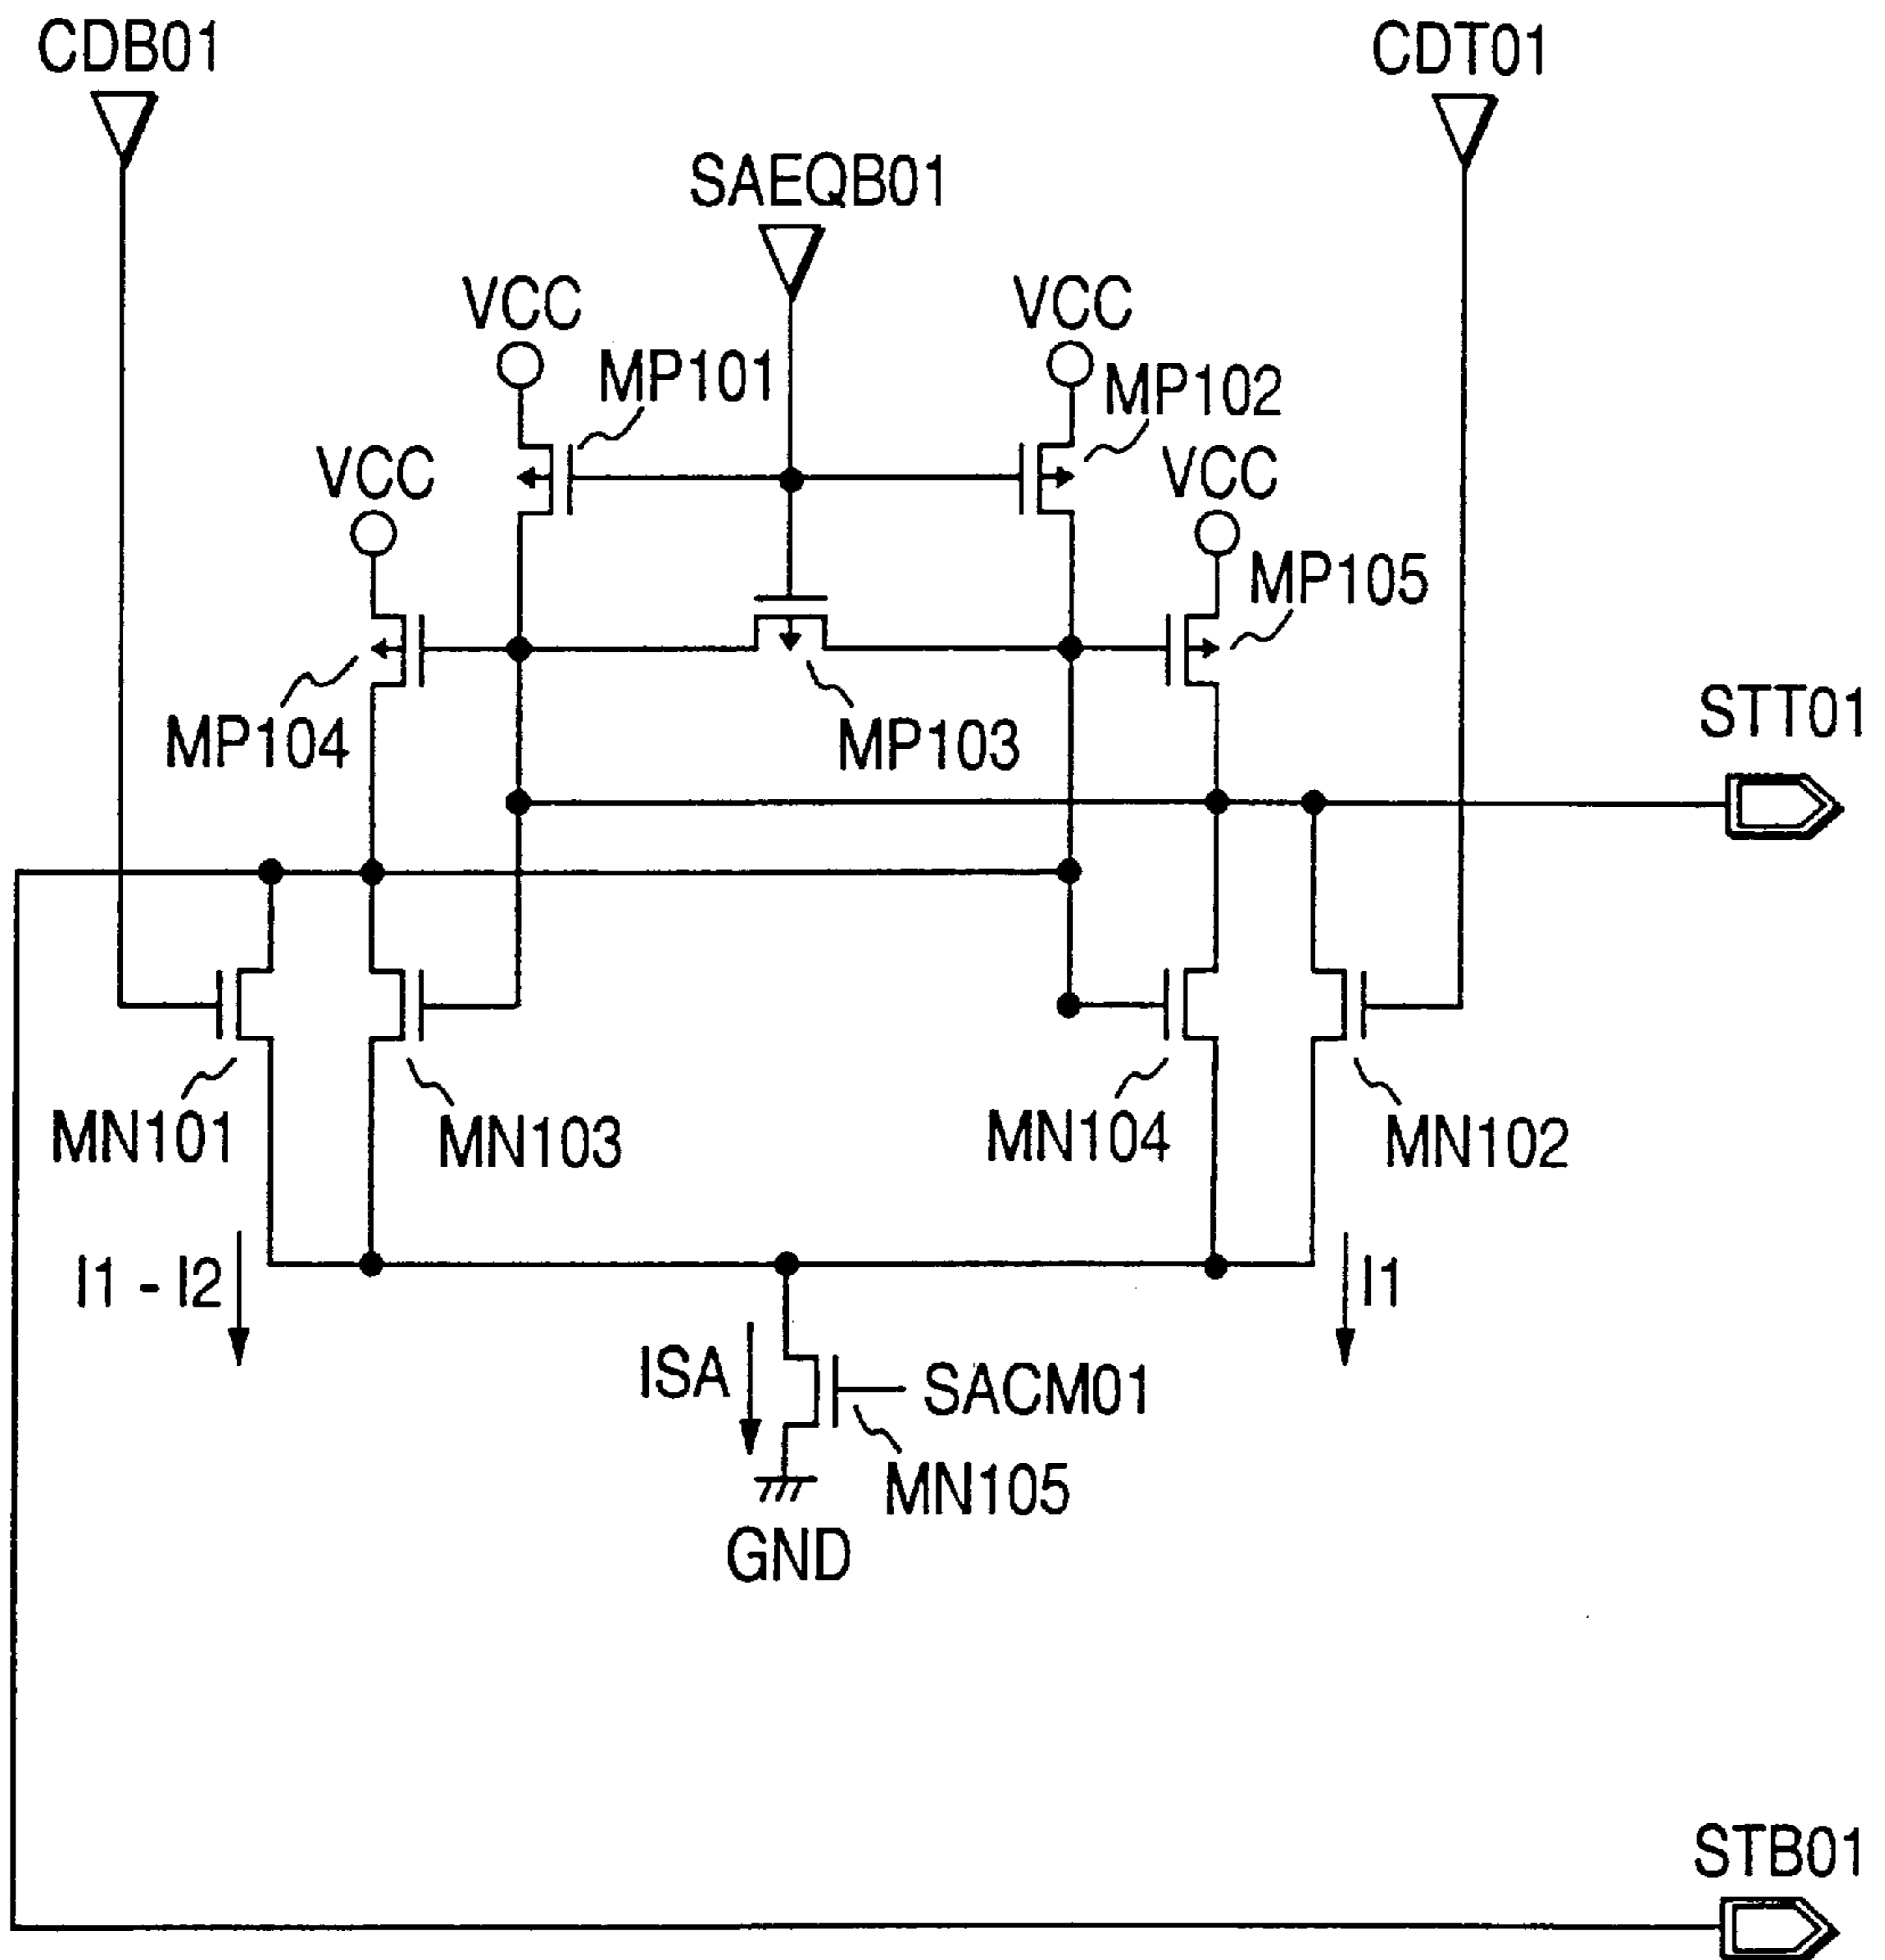 CDB01
CDT01
SAEQB01
VCC
VCC
MP101
MP102
VCC
VCC
MP105
STT01
MP104
MP103
MN101
MN103
MN104
MN102
I1 - I2
I1
ISA
SACM01
MN105
GND
STB01